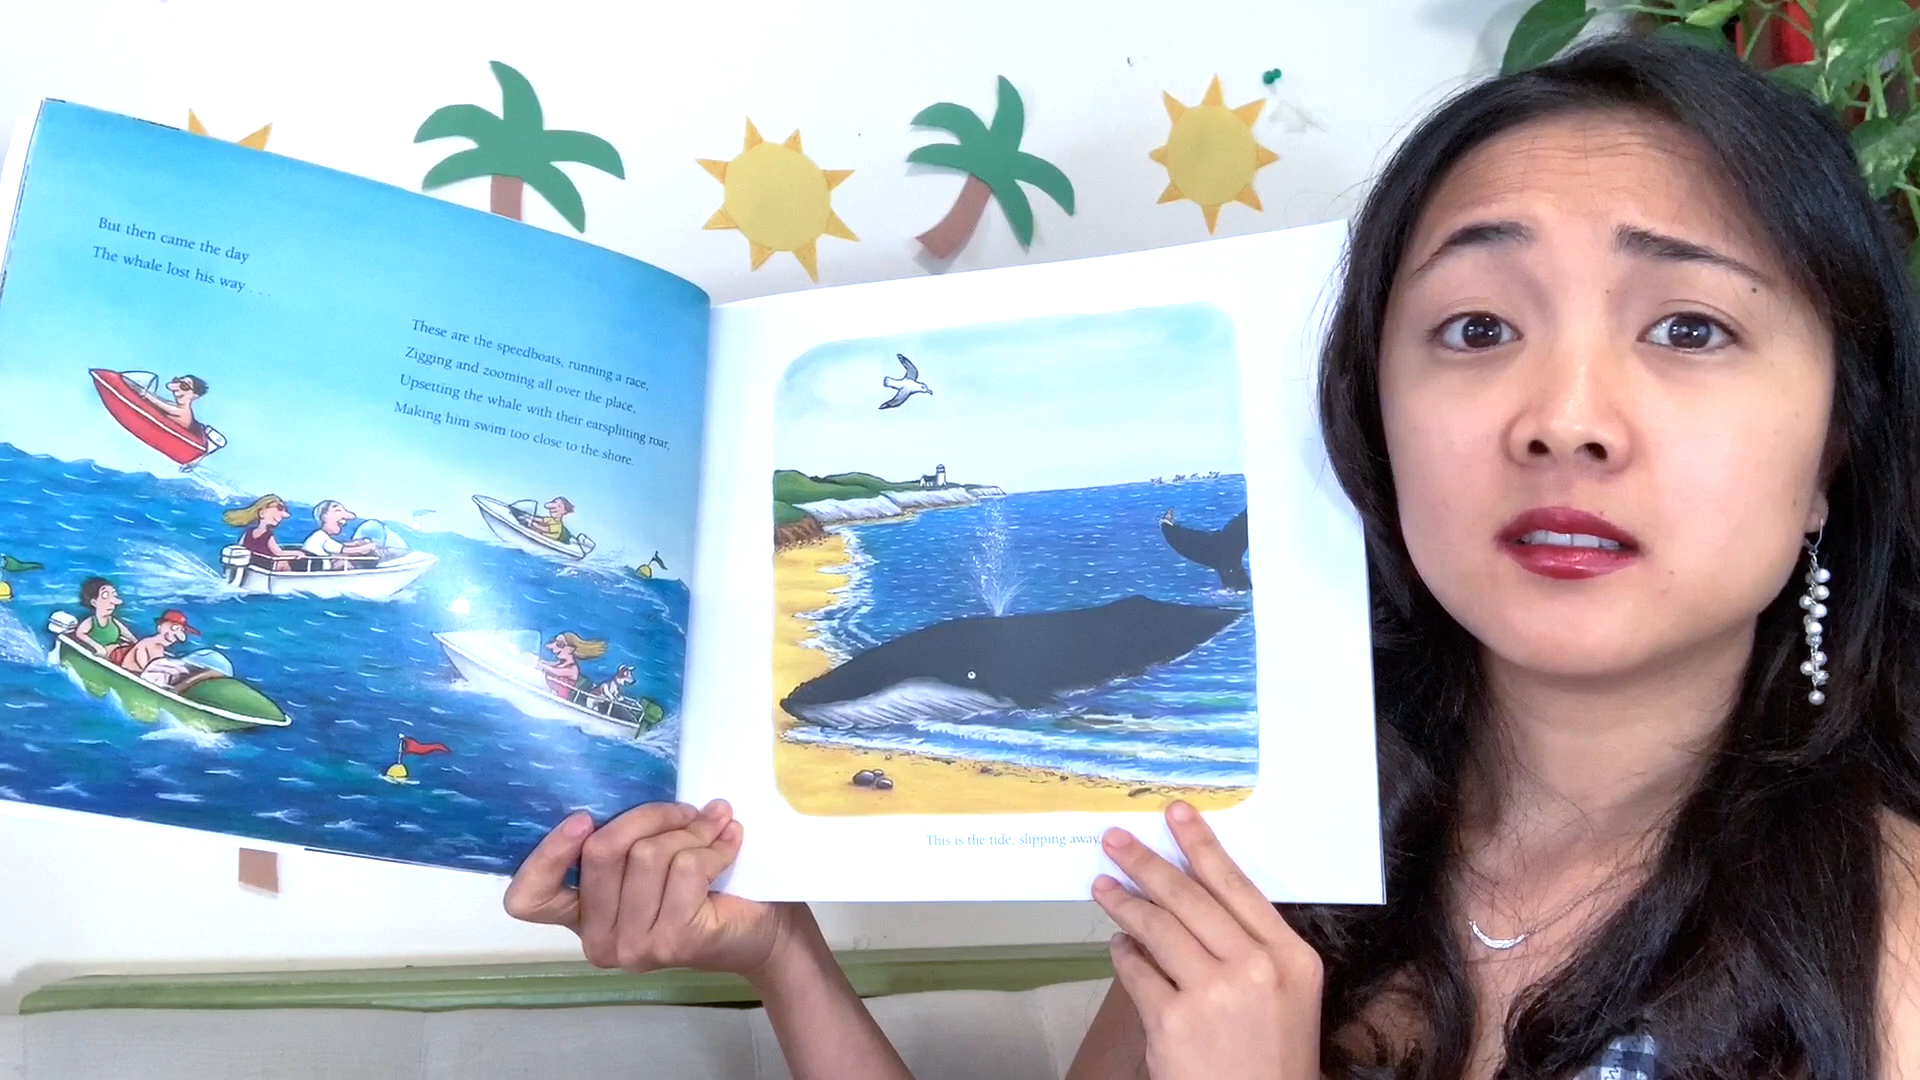 But then came the day
The whale lost his way . . .
These are the speedboats, running a race,
Zigging and zooming all over the place,
Upsetting the whale with their earsplitting roar,
Making him swim too close to the shore.
This is the tide, slipping away,